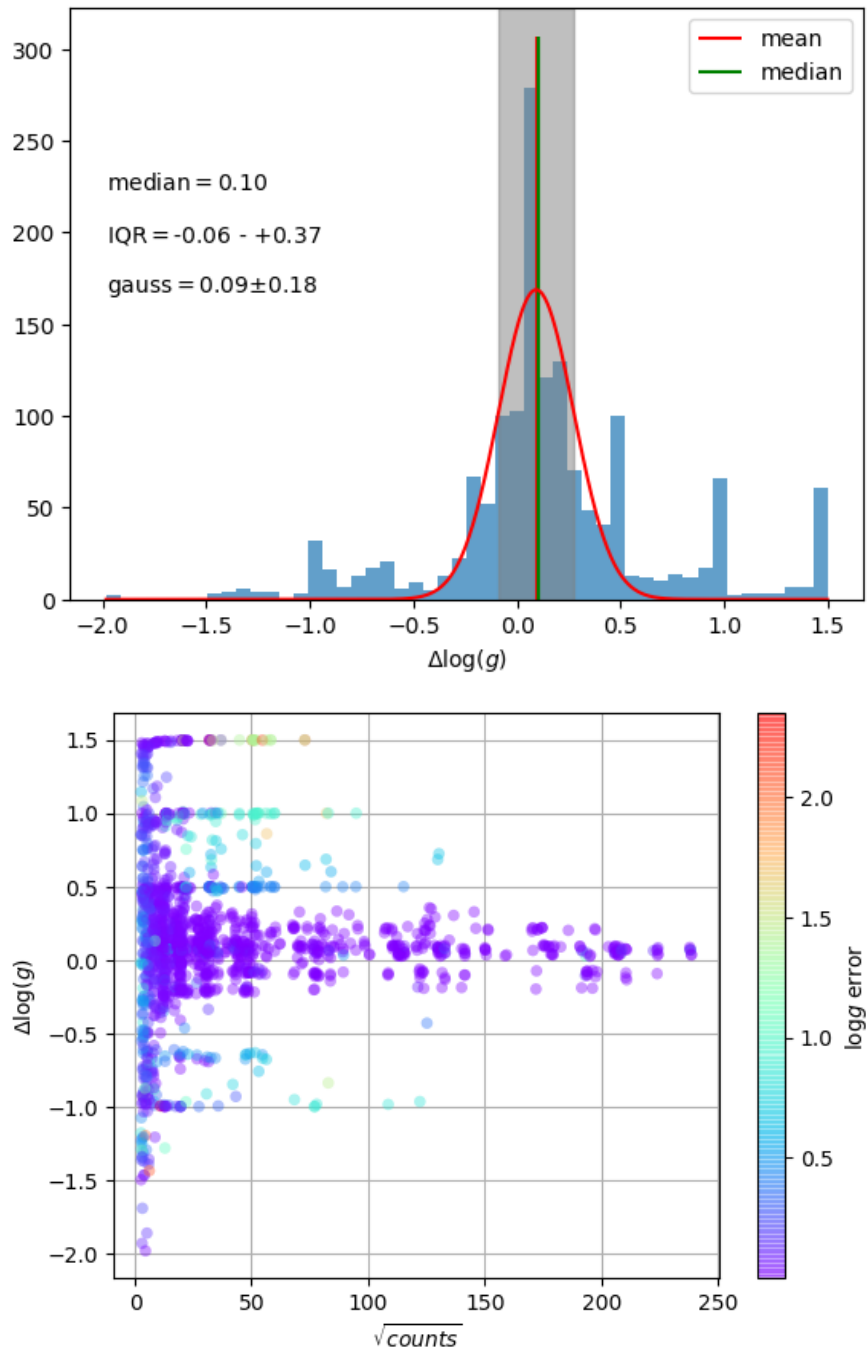 300
250
200
150
100
50
0
mean
median
median = 0.10
IQR = -0.06 - +0.37
gauss = 0.09±0.18
−2.0 −1.5 −1.0 −0.5 0.0 0.5 1.0 1.5
Δlog(g)
1.5
1.0
0.5
0.0
−0.5
−1.0
−1.5
−2.0
Δlog(g)
0 50 100 150 200 250
√counts
2.0
1.5
1.0
0.5
logg error